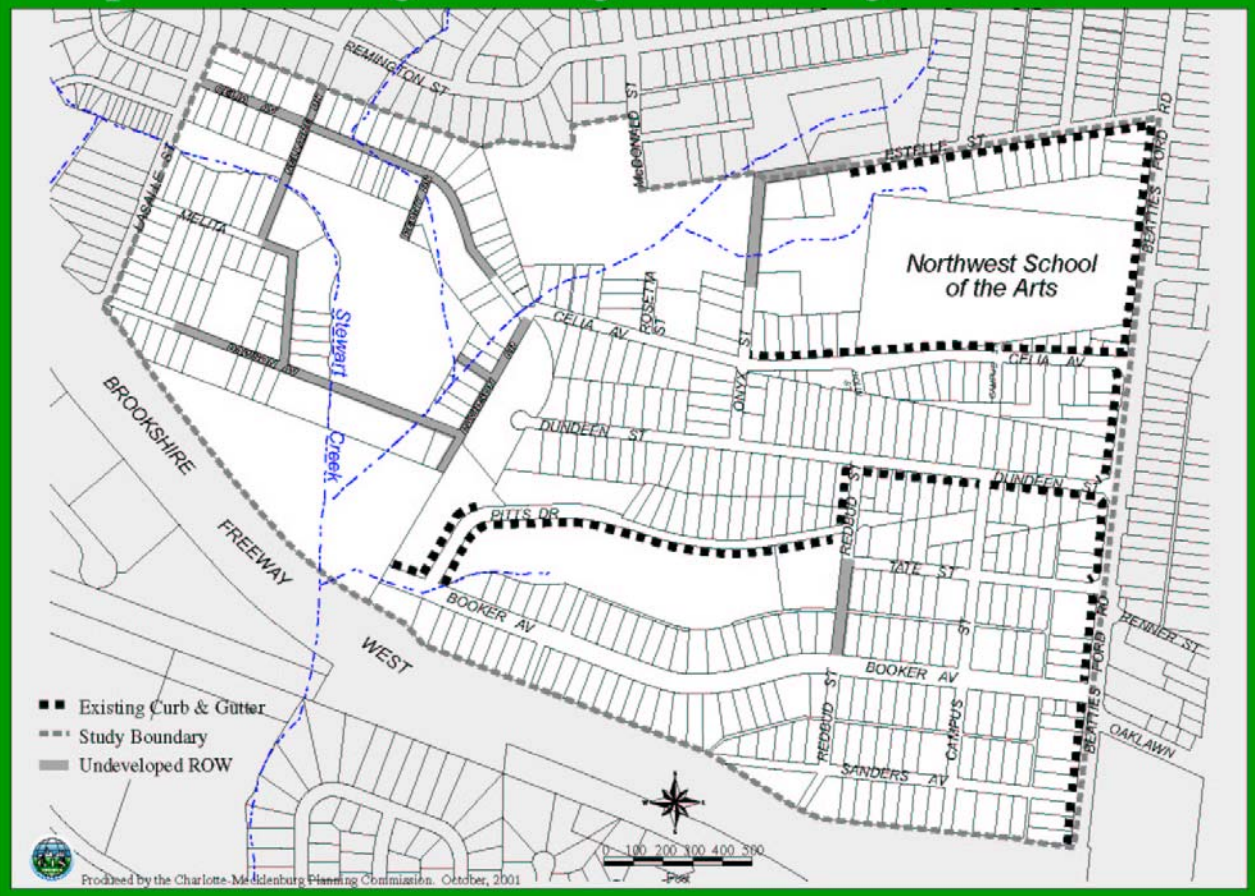 REMINGTON ST
McDONALD ST
ESTELLE ST
BEATTIES FORD RD
LASALLE ST
MELITA
Northwest School
of the Arts
ROSETTA
ST
CELIA AV
CELIA AV
ONYX ST
Stewart
Creek
DUNDEEN ST
DUNDEEN
BROOKSHIRE
FREEWAY
WEST
PITTS DR
REDBUD ST
TATE ST
BOOKER AV
BOOKER AV
ST
CAMPUS
REDBUD ST
SANDERS AV
BEATTIES FORD RD
RENNER ST
OAKLAWN
Existing Curb & Gutter
Study Boundary
Undeveloped ROW
0 100 200 300 400 500
Feet
Produced by the Charlotte-Mecklenburg Planning Commission. October, 2001